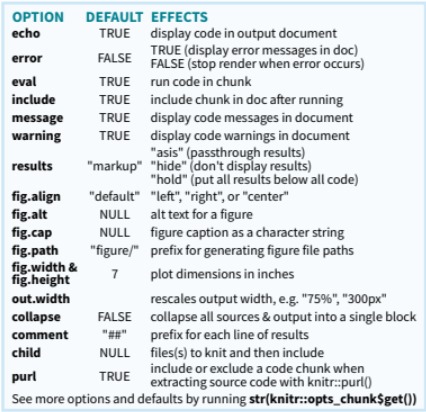 OPTION DEFAULT EFFECTS
echo TRUE display code in output document
error FALSE TRUE (display error messages in doc)
FALSE (stop render when error occurs)
eval TRUE run code in chunk
include TRUE include chunk in doc after running
message TRUE display code messages in document
warning TRUE display code warnings in document
results "markup" "asis" (passthrough results)
"hide" (don't display results)
"hold" (put all results below all code)
fig.align "default" "left", "right", or "center"
fig.alt NULL alt text for a figure
fig.cap NULL figure caption as a character string
fig.path "figure/" prefix for generating figure file paths
fig.width &
fig.height 7 plot dimensions in inches
out.width rescales output width, e.g. "75%", "300px"
collapse FALSE collapse all sources & output into a single block
comment "##" prefix for each line of results
child NULL files(s) to knit and then include
purl TRUE include or exclude a code chunk when
extracting source code with knitr::purl()
See more options and defaults by running str(knitr::opts_chunk$get())